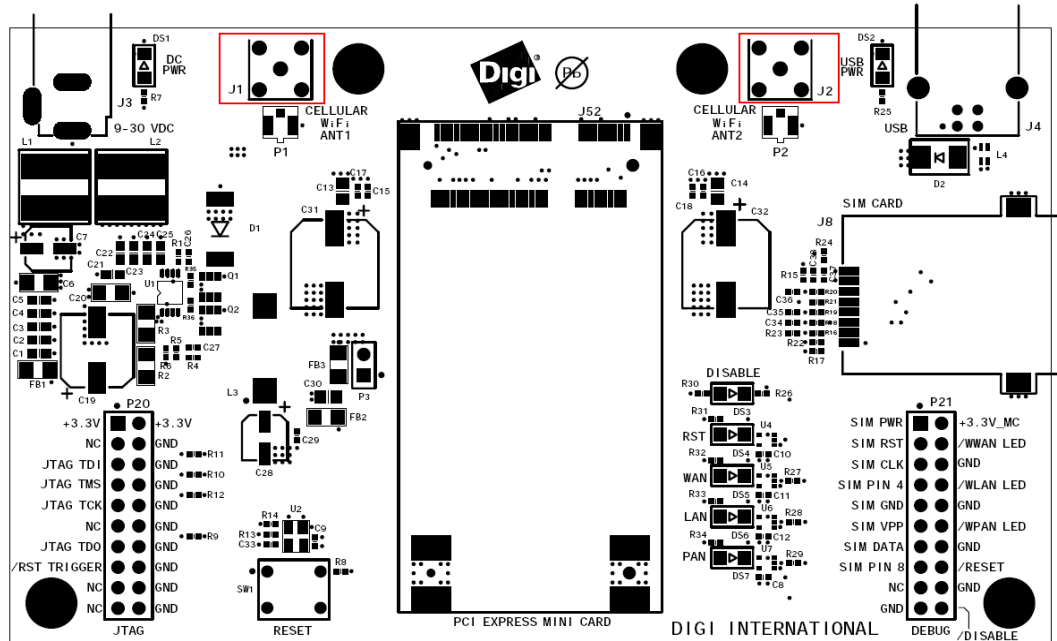 DS1
DC
PWR
R7
J3
9-30 VDC
L1
L2
J1
CELLULAR
WiFi
ANT1
P1
Digi®
Pb
J52
CELLULAR
WiFi
ANT2
P2
J2
DS2
USB
PWR
R25
USB
J4
L4
D2
SIM CARD
J8
C7
C24
C25
C22
R1
C26
D1
C21
C23
C6
U1
R35
Q1
C20
R36
Q2
C5
C4
C3
C2
C1
FB1
R3
R5
C27
R6
R4
R2
C19
C13
C17
C15
C31
C16
C14
C18
C32
R24
C38
R15
C37
C36
R20
R21
C35
R19
C34
R18
R23
R16
R22
R17
FB3
P3
C30
FB2
L3
C29
C28
DISABLE
R30
R26
R31
DS3
RST
U4
R32
DS4
C10
WAN
U5
R27
R33
DS5
C11
LAN
U6
R28
R34
DS6
C12
PAN
U7
R29
DS7
C8
P20
+3.3V +3.3V
NC GND
JTAG TDI GND
JTAG TMS GND
JTAG TCK GND
NC GND
JTAG TDO GND
/RST TRIGGER GND
NC GND
NC GND
JTAG
R11
R10
R12
R9
R14
U2
R13
C9
C33
R8
SW1
RESET
PCI EXPRESS MINI CARD
DIGI INTERNATIONAL
P21
SIM PWR +3.3V_MC
SIM RST /WWAN LED
SIM CLK GND
SIM PIN 4 /WLAN LED
SIM GND GND
SIM VPP /WPAN LED
SIM DATA GND
SIM PIN 8 /RESET
NC GND
GND /DISABLE
DEBUG